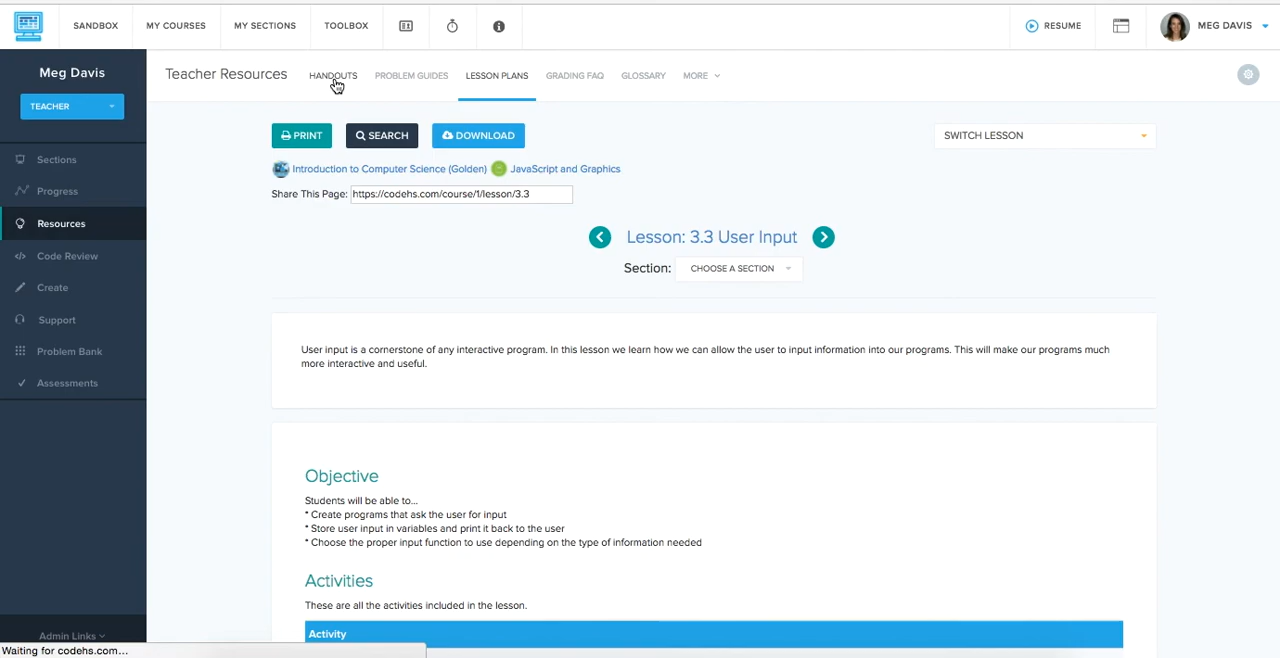 SANDBOX MY COURSES MY SECTIONS TOOLBOX RESUME MEG DAVIS
Meg Davis
TEACHER
Sections
Progress
Resources
Code Review
Create
Support
Problem Bank
Assessments
Admin Links
Waiting for codehs.com...
Teacher Resources HANDOUTS PROBLEM GUIDES LESSON PLANS GRADING FAQ GLOSSARY MORE
PRINT SEARCH DOWNLOAD SWITCH LESSON
Introduction to Computer Science (Golden) JavaScript and Graphics
Share This Page: https://codehs.com/course/1/lesson/3.3
Lesson: 3.3 User Input
Section: CHOOSE A SECTION
User input is a cornerstone of any interactive program. In this lesson we learn how we can allow the user to input information into our programs. This will make our programs much
more interactive and useful.
Objective
Students will be able to...
* Create programs that ask the user for input
* Store user input in variables and print it back to the user
* Choose the proper input function to use depending on the type of information needed
Activities
These are all the activities included in the lesson.
Activity